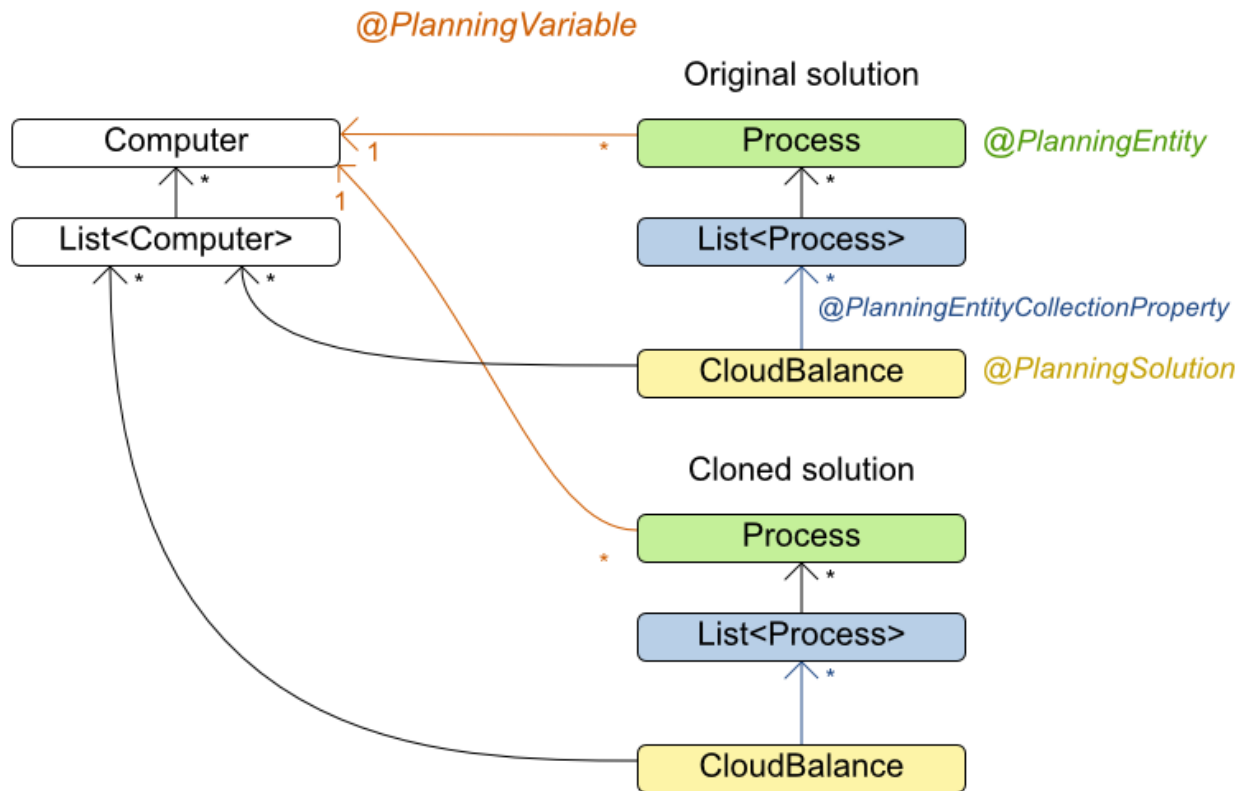 @PlanningVariable
Original solution
Computer
1
*
Process
@PlanningEntity
*
1
*
List<Computer>
List<Process>
*
*
*
@PlanningEntityCollectionProperty
CloudBalance
@PlanningSolution
Cloned solution
Process
*
*
List<Process>
*
CloudBalance